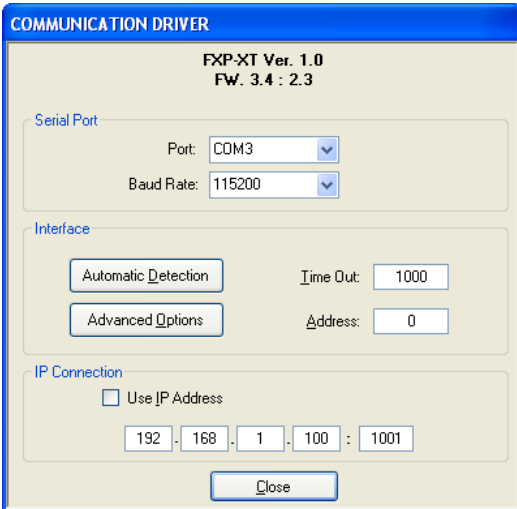 COMMUNICATION DRIVER
FXP-XT Ver. 1.0
FW. 3.4 : 2.3
Serial Port
Port: COM3
Baud Rate: 115200
Interface
Automatic Detection Time Out: 1000
Advanced Options Address: 0
IP Connection
Use IP Address
192 . 168 . 1 . 100 : 1001
Close